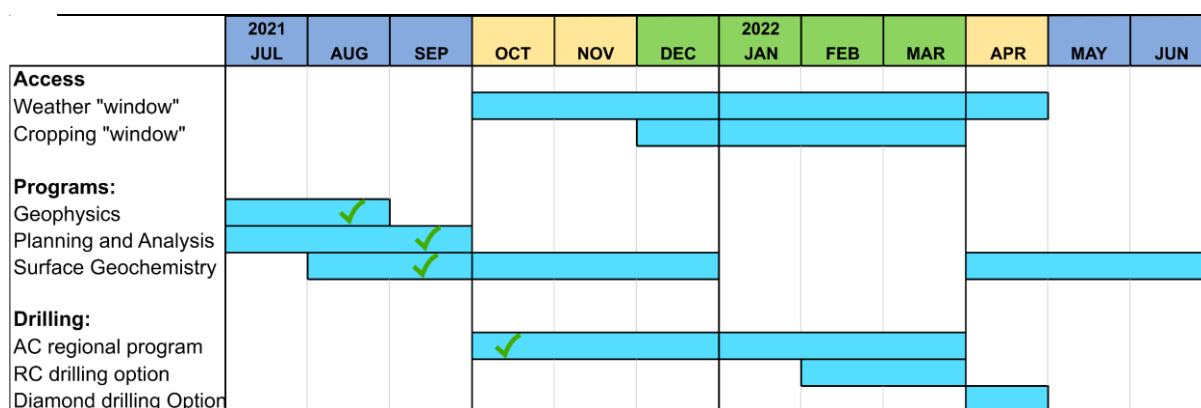 2021 2022
JUL AUG SEP OCT NOV DEC JAN FEB MAR APR MAY JUN
Access
Weather "window"
Cropping "window"
Programs:
Geophysics
Planning and Analysis
Surface Geochemistry
Drilling:
AC regional program
RC drilling option
Diamond drilling Option